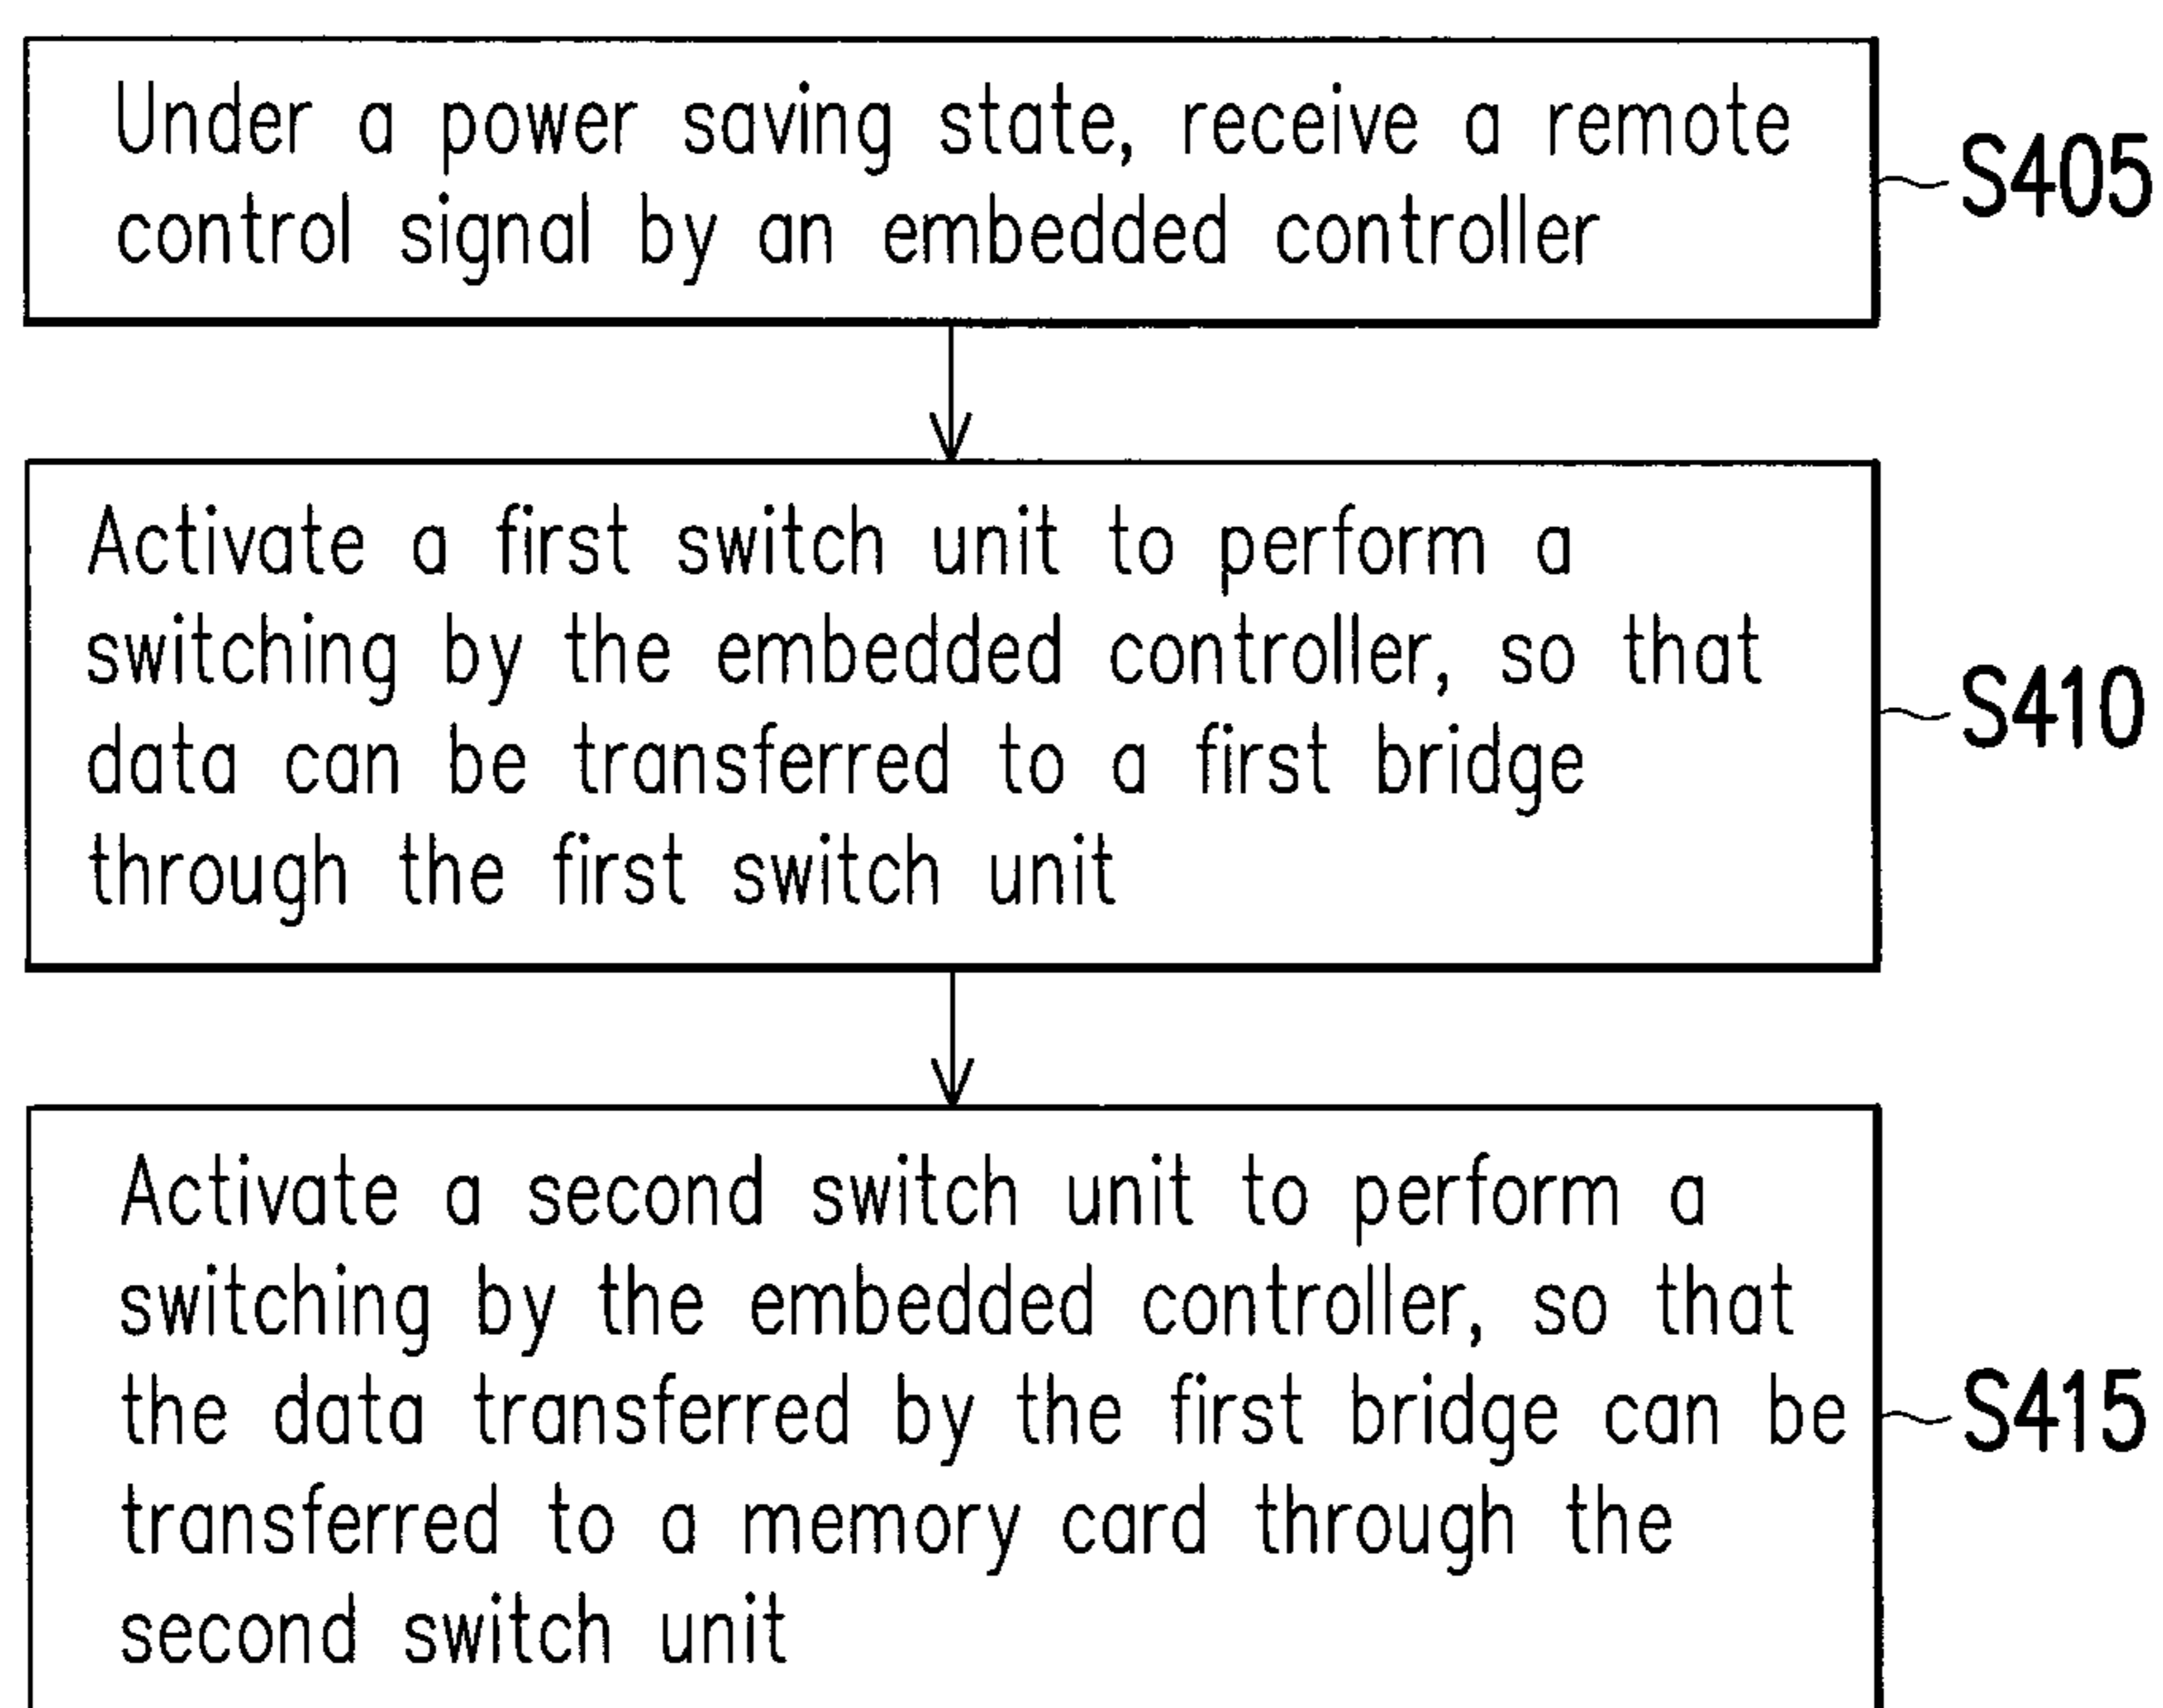 Under a power saving state, receive a remote
control signal by an embedded controller
S405
Activate a first switch unit to perform a
switching by the embedded controller, so that
data can be transferred to a first bridge
through the first switch unit
S410
Activate a second switch unit to perform a
switching by the embedded controller, so that
the data transferred by the first bridge can be
transferred to a memory card through the
second switch unit
S415